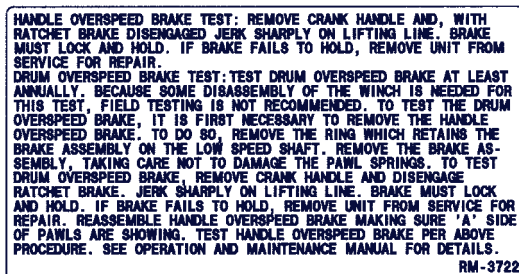 HANDLE OVERSPEED BRAKE TEST: REMOVE CRANK HANDLE AND, WITH
RATCHET BRAKE DISENGAGED JERK SHARPLY ON LIFTING LINE. BRAKE
MUST LOCK AND HOLD. IF BRAKE FAILS TO HOLD, REMOVE UNIT FROM
SERVICE FOR REPAIR.
DRUM OVERSPEED BRAKE TEST: TEST DRUM OVERSPEED BRAKE AT LEAST
ANNUALLY. BECAUSE SOME DISASSEMBLY OF THE WINCH IS NEEDED FOR
THIS TEST, FIELD TESTING IS NOT RECOMMENDED. TO TEST THE DRUM
OVERSPEED BRAKE, IT IS FIRST NECESSARY TO REMOVE THE HANDLE
OVERSPEED BRAKE. TO DO SO, REMOVE THE RING WHICH RETAINS THE
BRAKE ASSEMBLY ON THE LOW SPEED SHAFT. REMOVE THE BRAKE AS-
SEMBLY, TAKING CARE NOT TO DAMAGE THE PAWL SPRINGS. TO TEST
DRUM OVERSPEED BRAKE, REMOVE CRANK HANDLE AND DISENGAGE
RATCHET BRAKE. JERK SHARPLY ON LIFTING LINE. BRAKE MUST LOCK
AND HOLD. IF BRAKE FAILS TO HOLD, REMOVE UNIT FROM SERVICE FOR
REPAIR. REASSEMBLE HANDLE OVERSPEED BRAKE MAKING SURE 'A' SIDE
OF PAWLS ARE SHOWING. TEST HANDLE OVERSPEED BRAKE PER ABOVE
PROCEDURE. SEE OPERATION AND MAINTENANCE MANUAL FOR DETAILS.
RM-3722